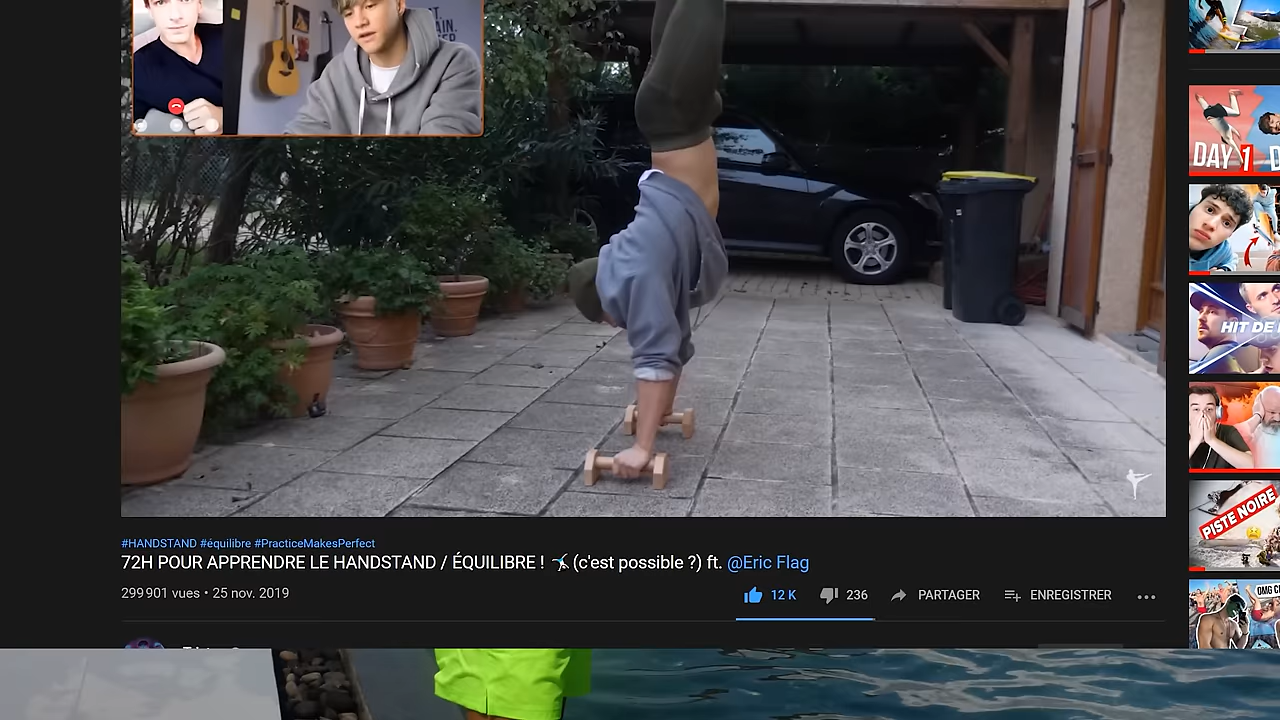 DAY 1
HIT DE
PISTE NOIRE
OMG
#HANDSTAND #équilibre #PracticeMakesPerfect
72H POUR APPRENDRE LE HANDSTAND / ÉQUILIBRE ! (c'est possible ?) ft. @Eric Flag
299 901 vues • 25 nov. 2019
12 K 236 PARTAGER ENREGISTRER